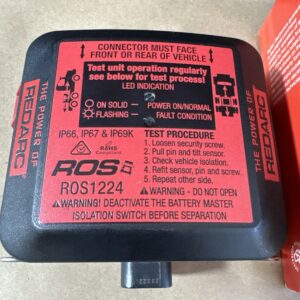 CONNECTOR MUST FACE
FRONT OR REAR OF VEHICLE
Test unit operation regularly
see below for test process!
LED INDICATION
ON SOLID — POWER ON/NORMAL
FLASHING — FAULT CONDITION
THE POWER OF
REDARC
THE POWER OF
REDARC
IP66, IP67 & IP69K
RoHS
ROS
ROS1224
TEST PROCEDURE
1. Loosen security screw.
2. Pull pin and tilt sensor.
3. Check vehicle isolation.
4. Refit sensor, pin and screw.
5. Repeat other side.
WARNING - DO NOT OPEN
WARNING! DEACTIVATE THE BATTERY MASTER
ISOLATION SWITCH BEFORE SEPARATION